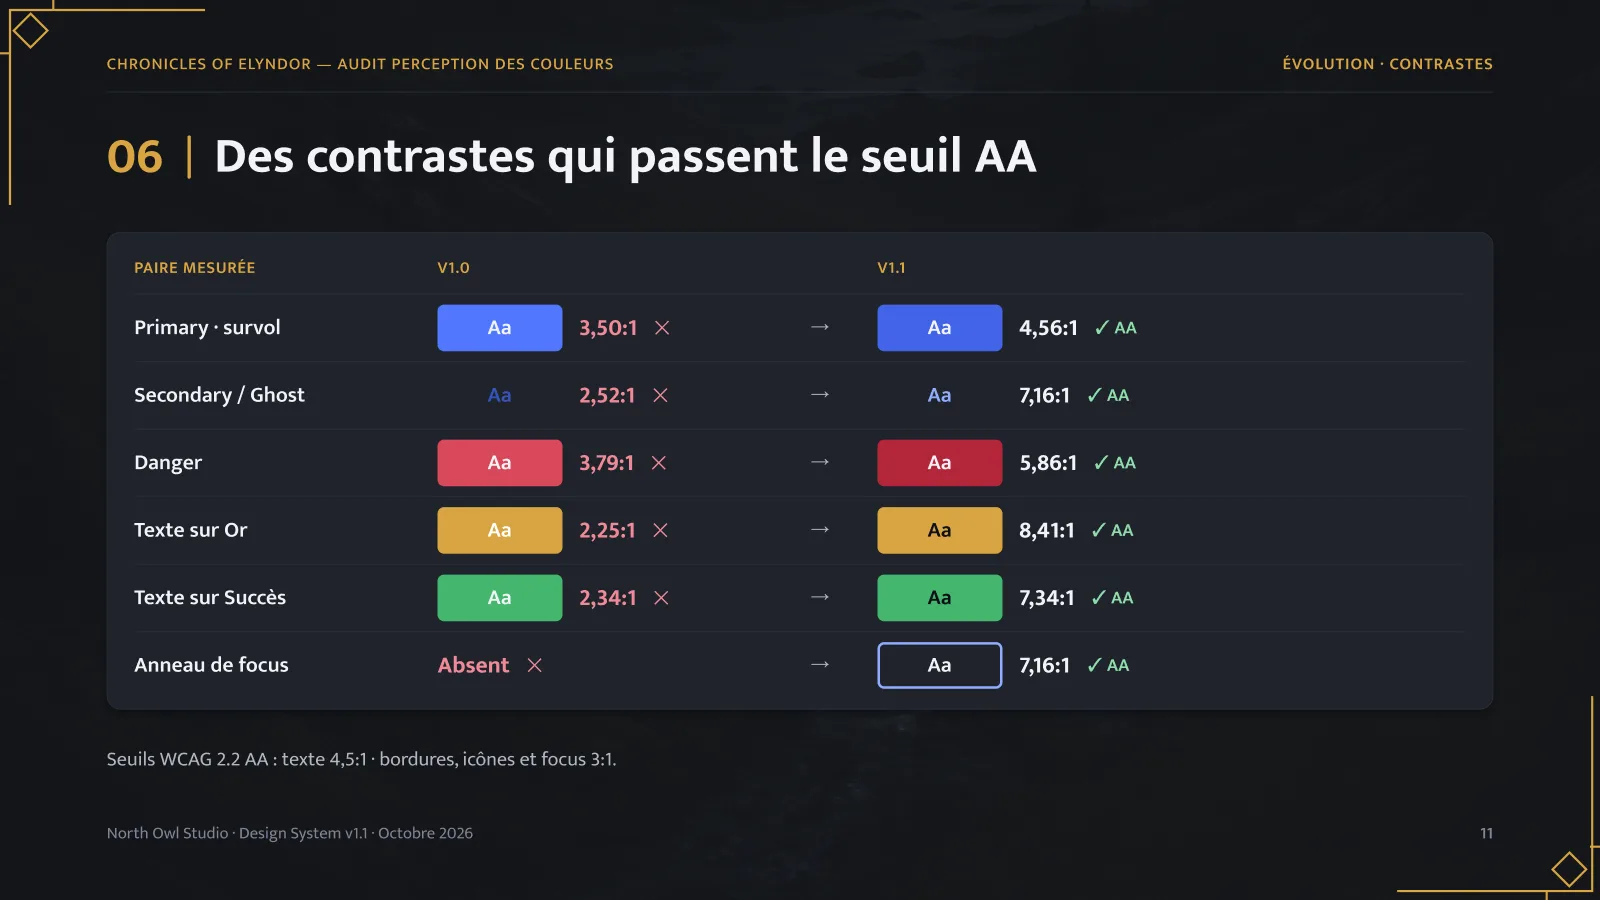 CHRONICLES OF ELYNDOR — AUDIT PERCEPTION DES COULEURS
ÉVOLUTION · CONTRASTES
06 | Des contrastes qui passent le seuil AA
PAIRE MESURÉE V1.0 V1.1
Primary · survol Aa 3,50:1 × → Aa 4,56:1 ✓ AA
Secondary / Ghost Aa 2,52:1 × → Aa 7,16:1 ✓ AA
Danger Aa 3,79:1 × → Aa 5,86:1 ✓ AA
Texte sur Or Aa 2,25:1 × → Aa 8,41:1 ✓ AA
Texte sur Succès Aa 2,34:1 × → Aa 7,34:1 ✓ AA
Anneau de focus Absent × → Aa 7,16:1 ✓ AA
Seuils WCAG 2.2 AA : texte 4,5:1 · bordures, icônes et focus 3:1.
North Owl Studio · Design System v1.1 · Octobre 2026
11